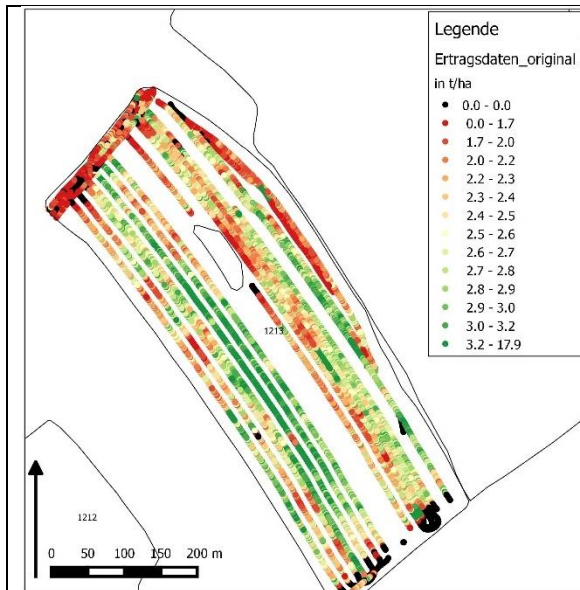 Legende
Ertragsdaten_original
in t/ha
0.0 - 0.0
0.0 - 1.7
1.7 - 2.0
2.0 - 2.2
2.2 - 2.3
2.3 - 2.4
2.4 - 2.5
2.5 - 2.6
2.6 - 2.7
2.7 - 2.8
2.8 - 2.9
2.9 - 3.0
3.0 - 3.2
3.2 - 17.9
1213
1212
0 50 100 150 200 m